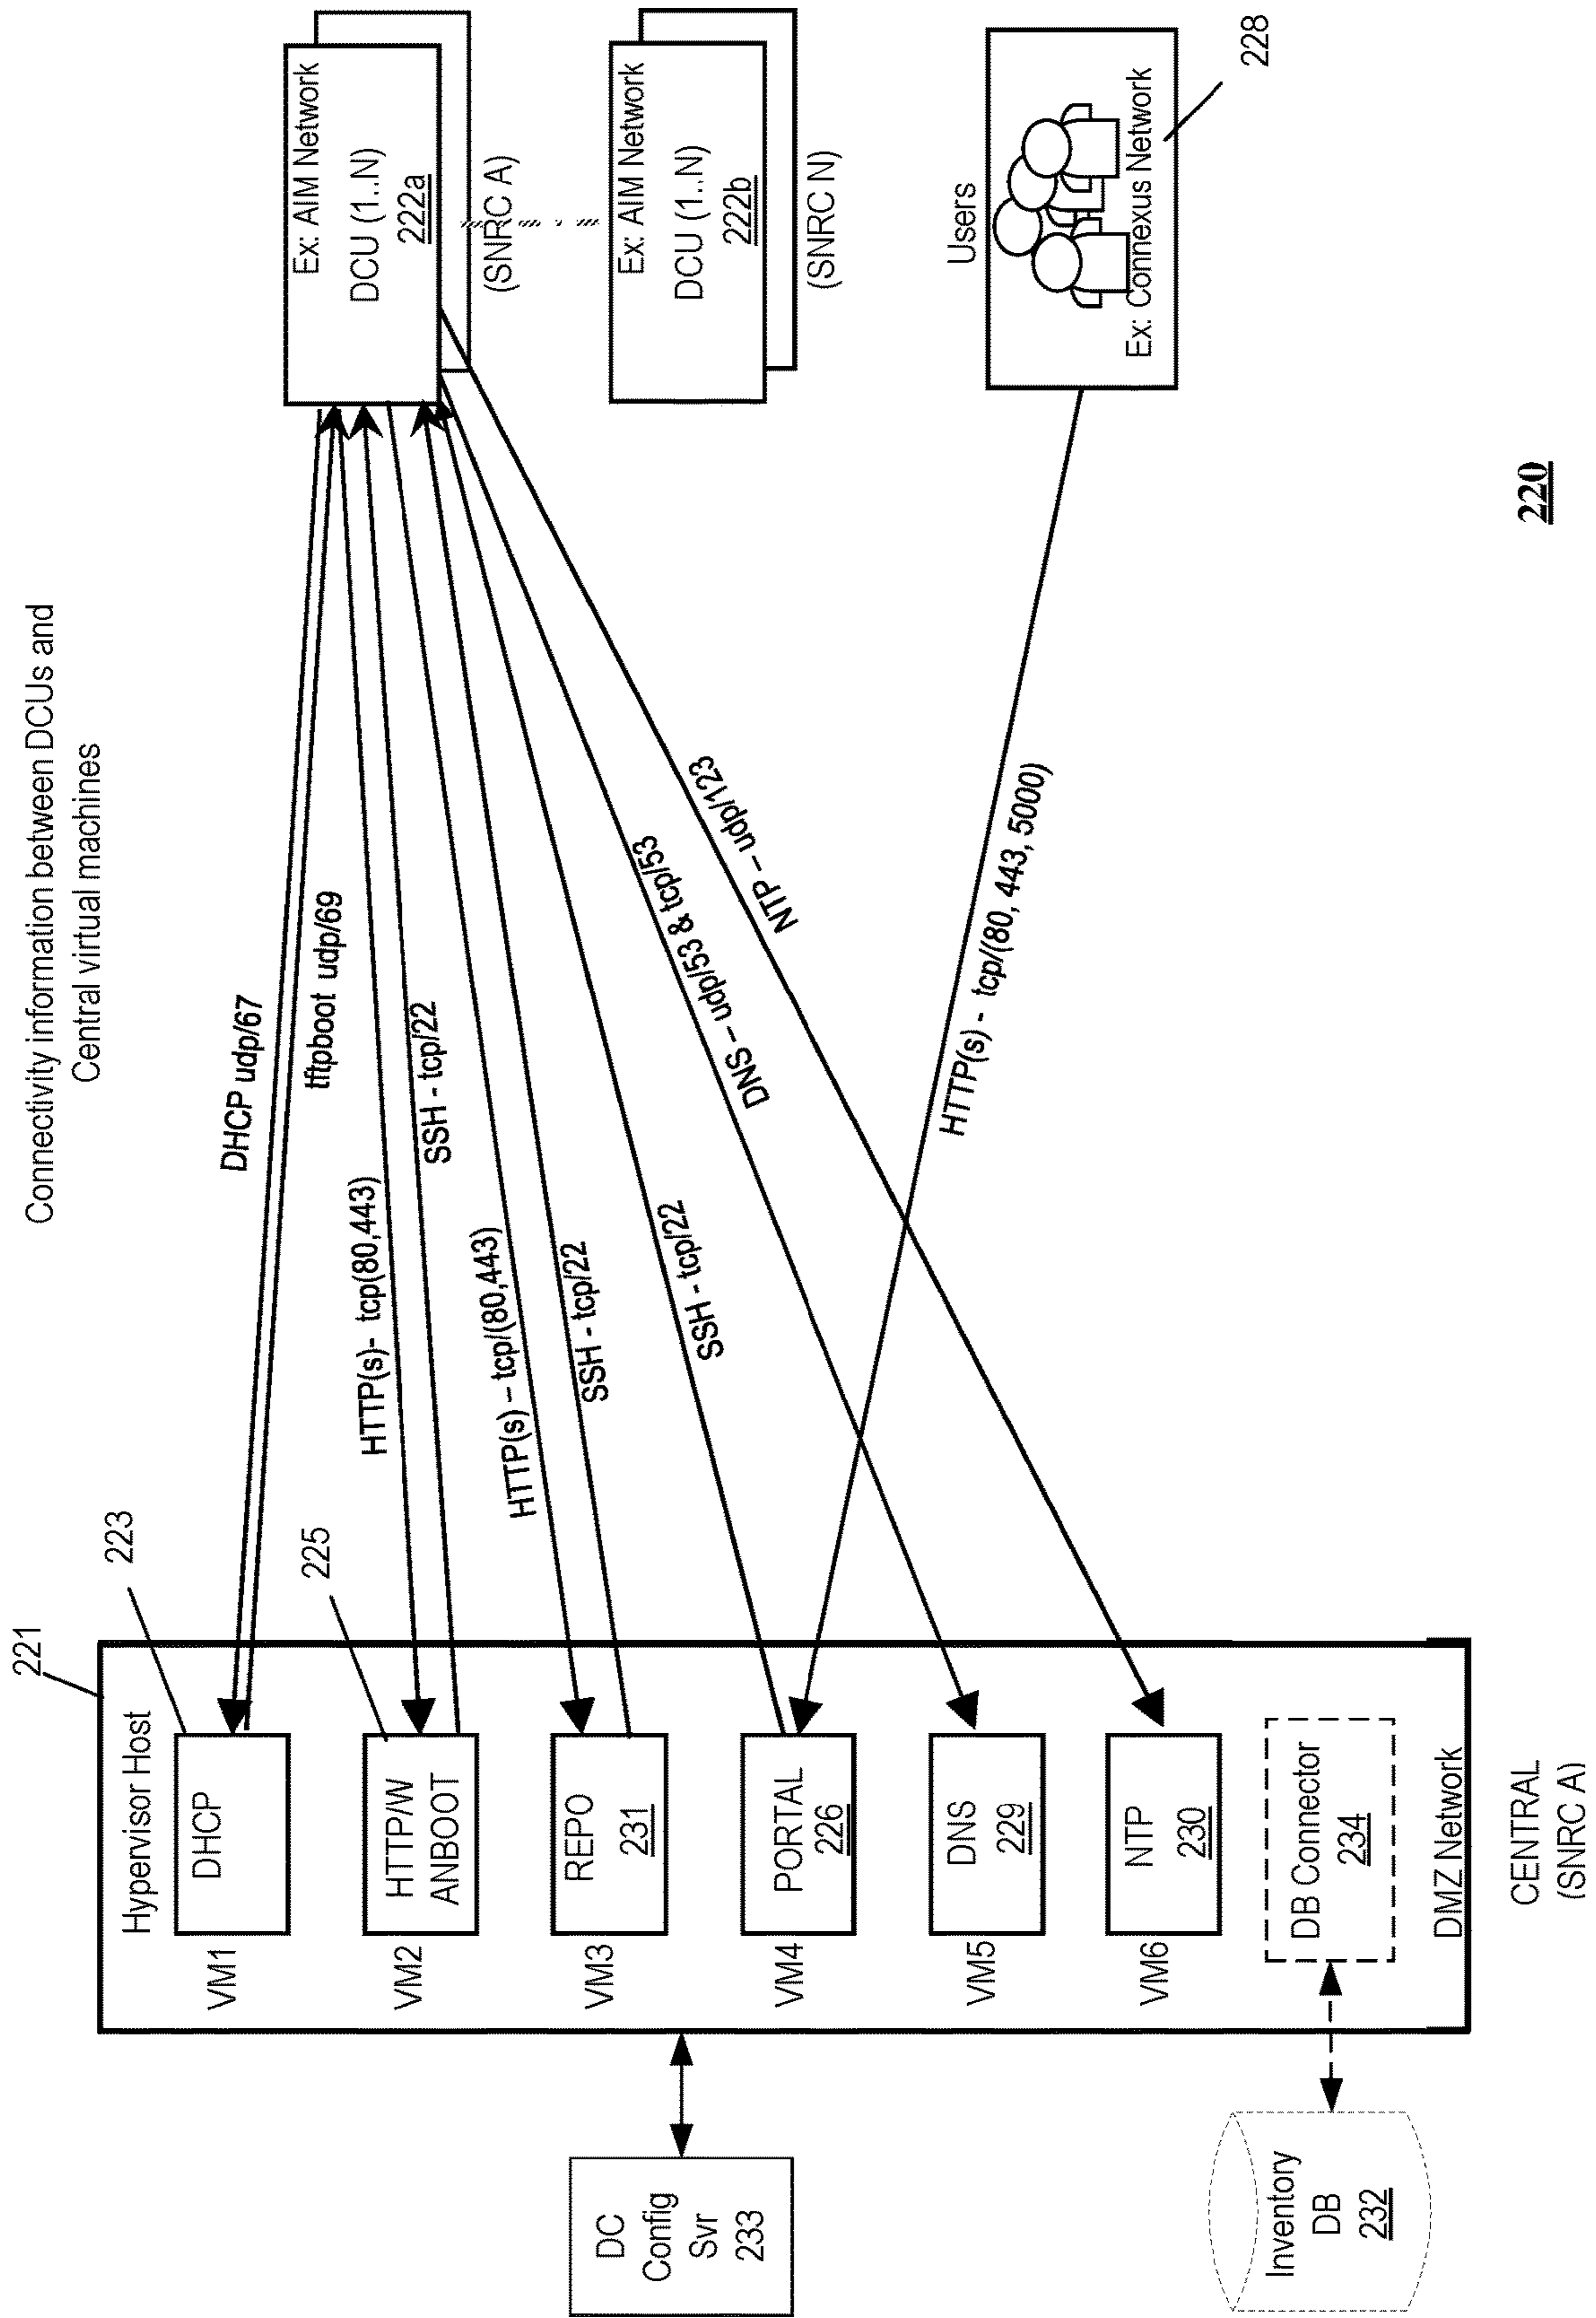 Connectivity information between DCUs and
Central virtual machines
221
Hypervisor Host
223
VM1
DHCP
225
VM2
HTTP/W
ANBOOT
VM3
REPO
231
VM4
PORTAL
226
VM5
DNS
229
VM6
NTP
230
DB Connector
234
DMZ Network
CENTRAL
(SNRC A)
DC
Config
Svr
233
Inventory
DB
232
DHCP udp/67
tftpboot udp/69
HTTP(s)- tcp(80,443)
SSH - tcp/22
HTTP(s) – tcp/(80,443)
SSH - tcp/22
SSH - tcp/22
DNS – udp/53 & tcp/53
NTP – udp/123
HTTP(s) - tcp/(80, 443, 5000)
Ex: AIM Network
DCU (1..N)
222a
(SNRC A)
Ex: AIM Network
DCU (1..N)
222b
(SNRC N)
Users
Ex: Connexus Network
228
220